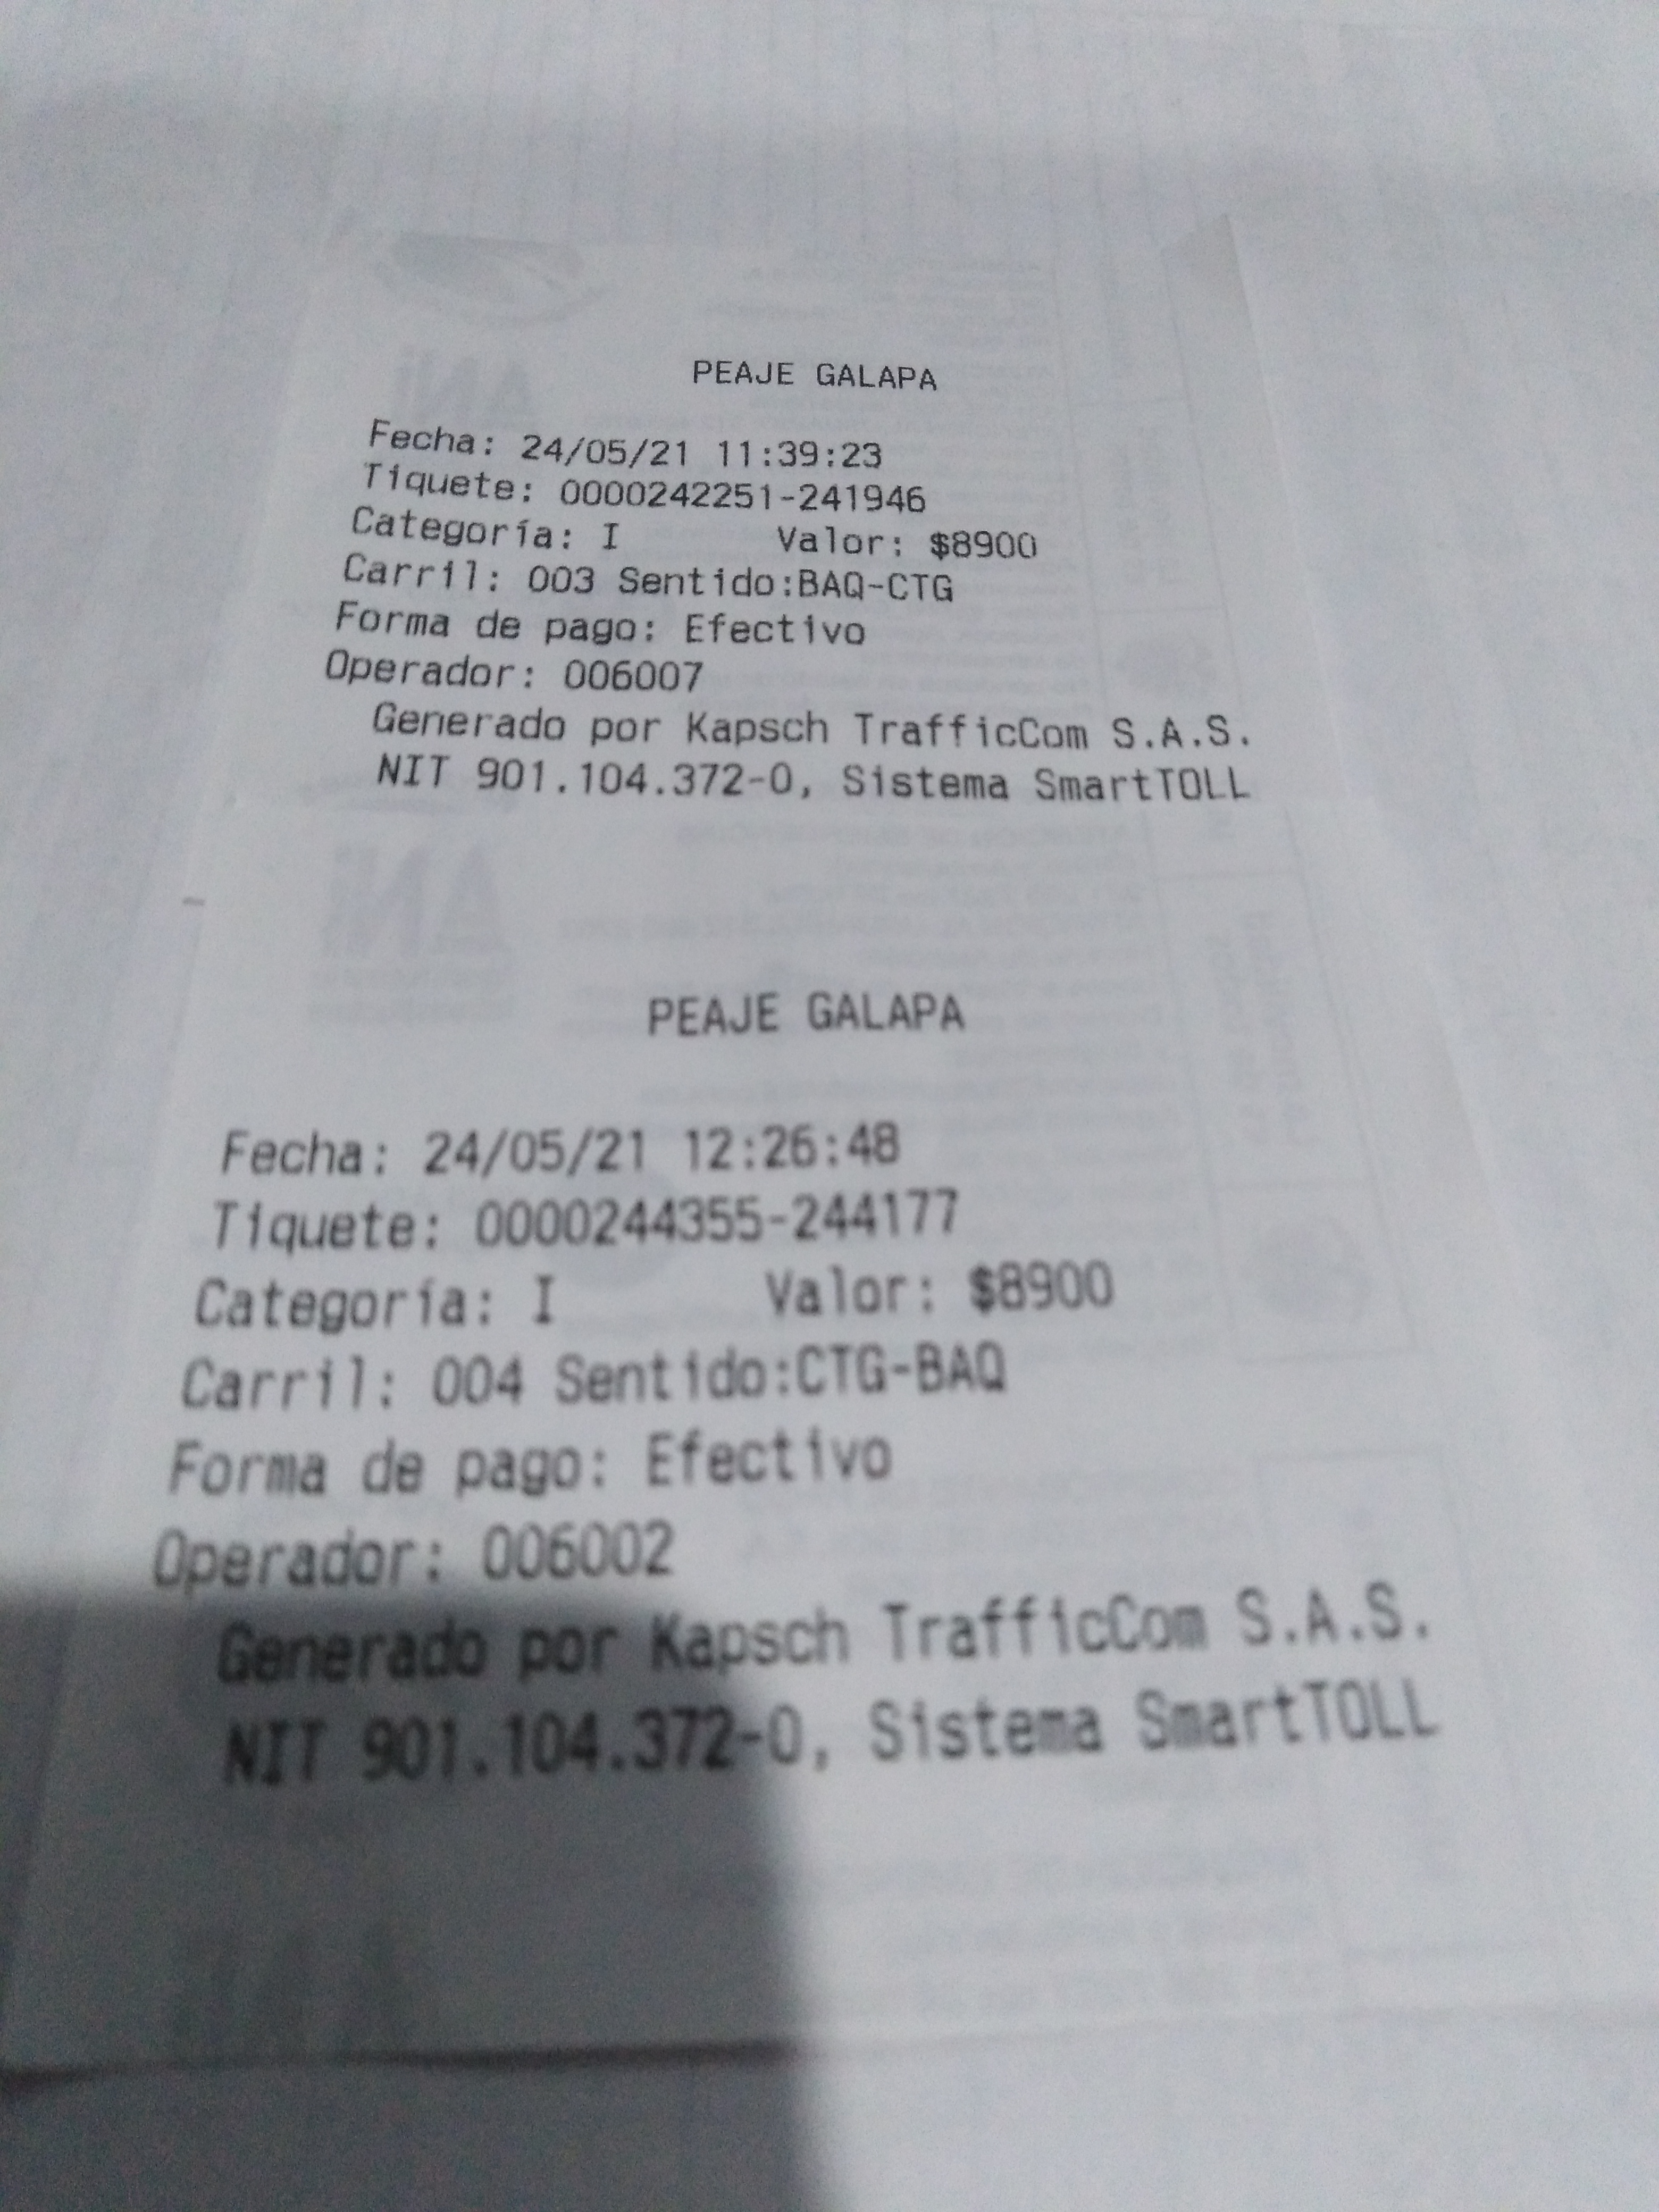 PEAJE GALAPA
Fecha: 24/05/21 11:39:23
Tiquete: 0000242251-241946
Categoría: I Valor: $8900
Carril: 003 Sentido:BAQ-CTG
Forma de pago: Efectivo
Operador: 006007
Generado por Kapsch TrafficCom S.A.S.
NIT 901.104.372-0, Sistema SmartTOLL
PEAJE GALAPA
Fecha: 24/05/21 12:26:48
Tiquete: 0000244355-244177
Categoría: I Valor: $8900
Carril: 004 Sentido:CTG-BAQ
Forma de pago: Efectivo
Operador: 006002
Generado por Kapsch TrafficCom S.A.S.
NIT 901.104.372-0, Sistema SmartTOLL